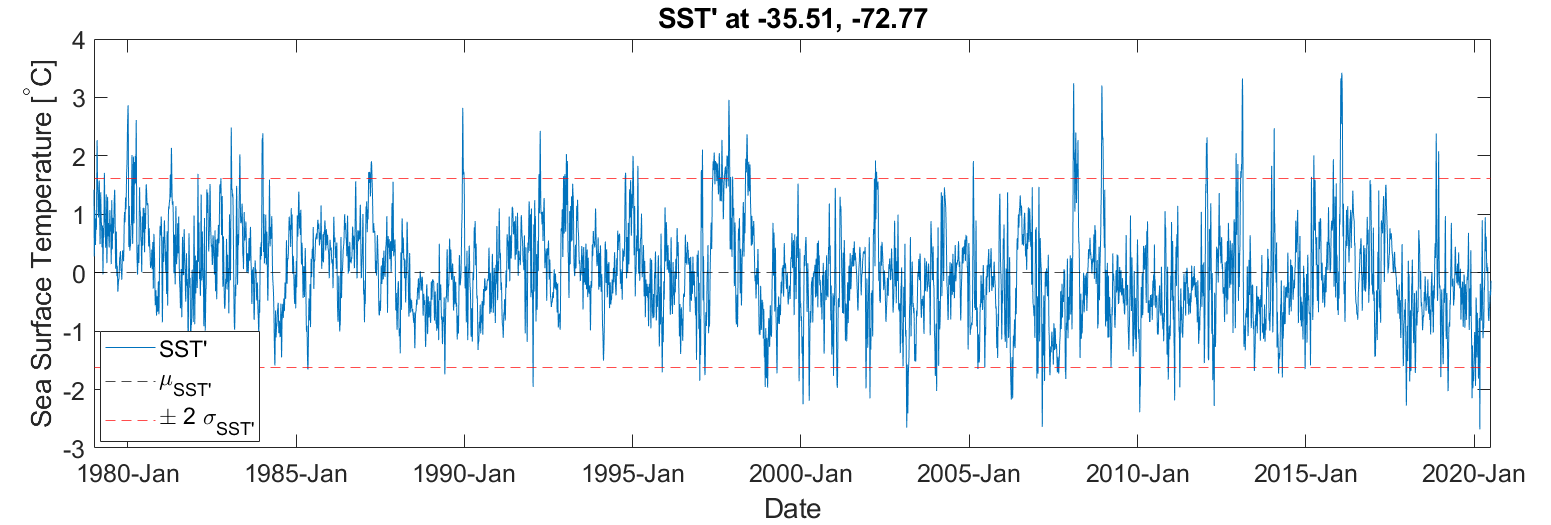 SST' at -35.51, -72.77
Sea Surface Temperature [°C]
4
3
2
1
0
-1
-2
-3
SST'
μSST'
± 2 σSST'
1980-Jan
1985-Jan
1990-Jan
1995-Jan
2000-Jan
2005-Jan
2010-Jan
2015-Jan
2020-Jan
Date